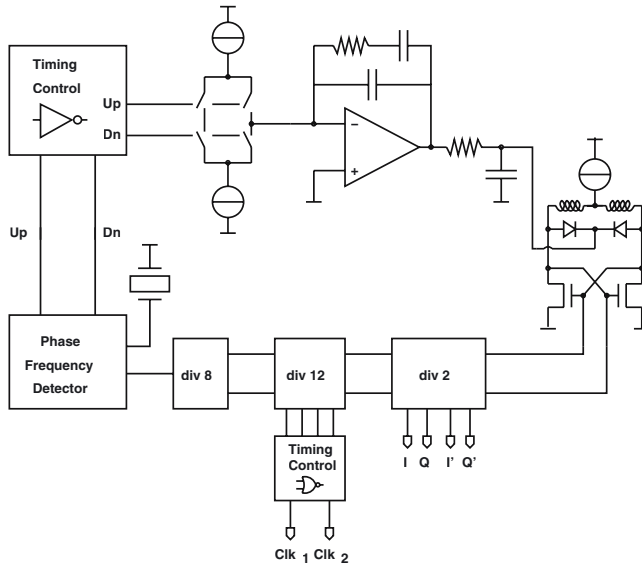 Timing
Control
Up
Dn
−
+
Up
Dn
Phase
Frequency
Detector
div 8
div 12
div 2
Timing
Control
I Q I' Q'
Clk 1 Clk 2